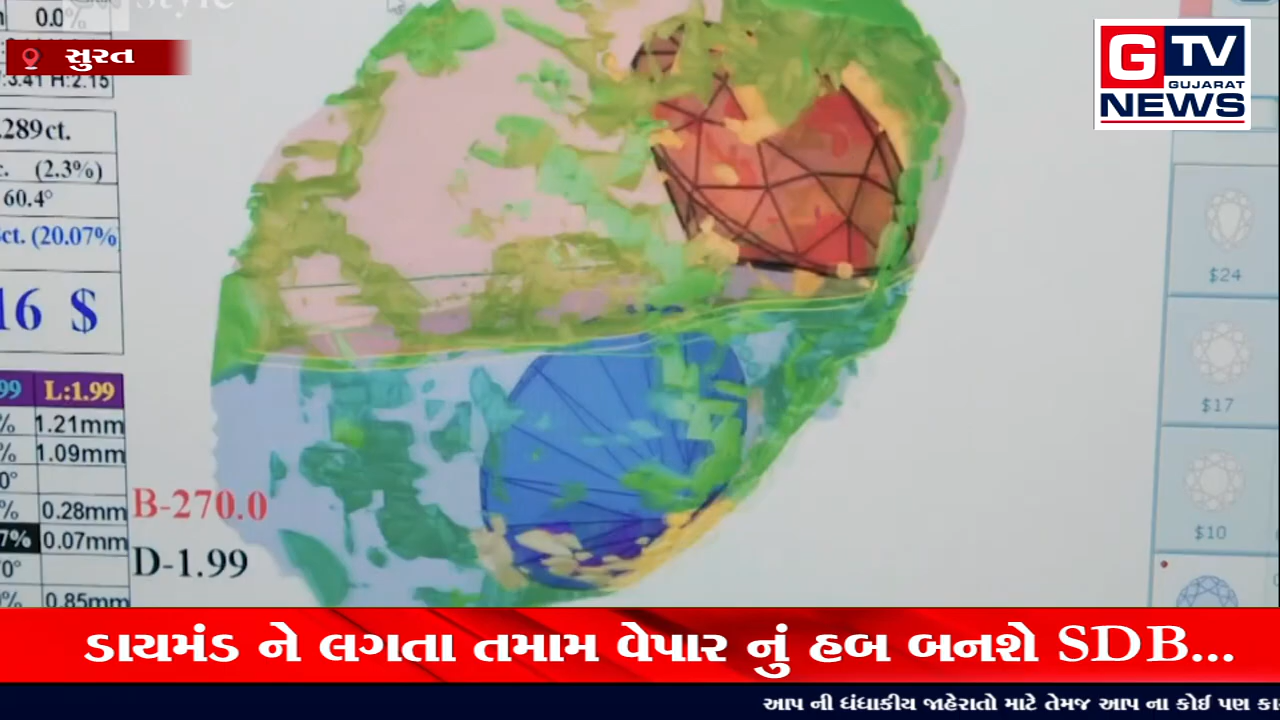 style
0.0%
સુરત
:3.41 H:2.15
.289ct.
(2.3%)
60.4°
ct. (20.07%
16 $
99 L:1.99
% 1.21mm
% 1.09mm
0°
% 0.28mm
7% 0.07mm
0°
% 0.85mm
B-270.0
D-1.99
G TV
GUJARAT
NEWS
$24
$17
$10
ડાયમંડ ને લગતા તમામ વેપાર નું હબ બનશે SDB...
આપ ની ધંધાકીય જાહેરાતો માટે તેમજ આપ ના કોઈ પણ કા